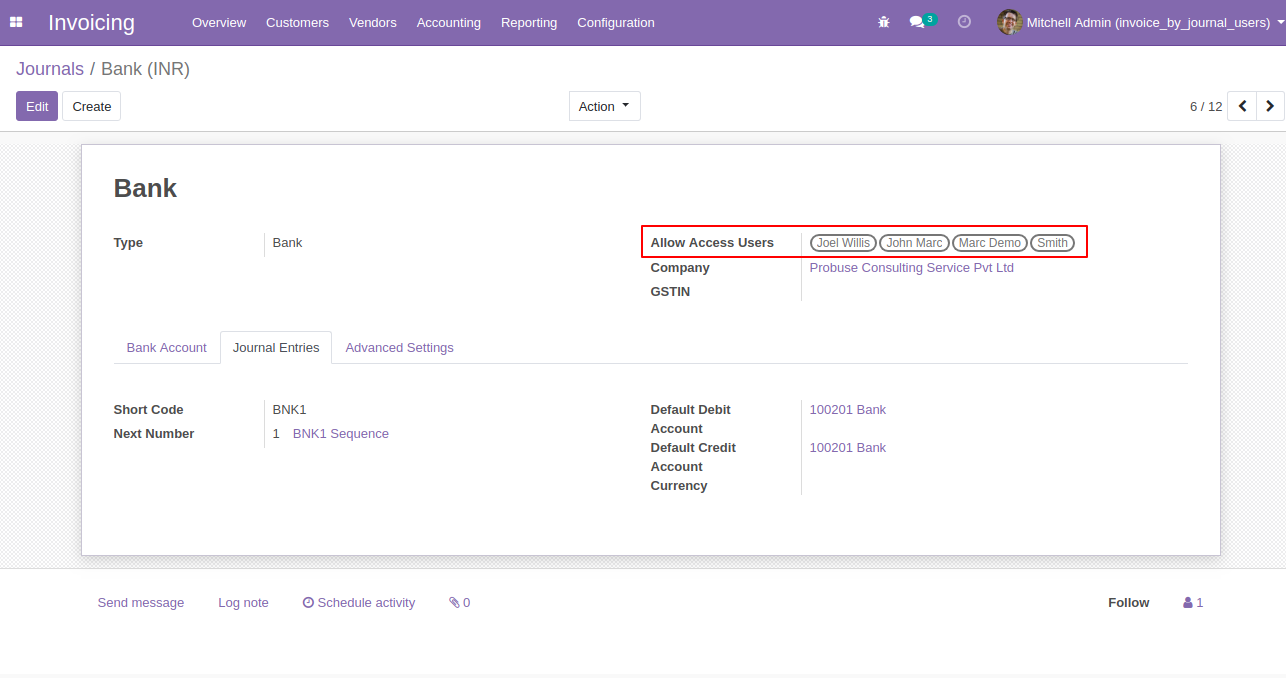 Invoicing Overview Customers Vendors Accounting Reporting Configuration 3 Mitchell Admin (invoice_by_journal_users)
Journals / Bank (INR)
Edit Create Action 6 / 12
Bank
Type Bank Allow Access Users Joel Willis John Marc Marc Demo Smith
Company Probuse Consulting Service Pvt Ltd
GSTIN
Bank Account Journal Entries Advanced Settings
Short Code BNK1 Default Debit Account 100201 Bank
Next Number 1 BNK1 Sequence Default Credit Account 100201 Bank
Currency
Send message Log note Schedule activity 0 Follow 1